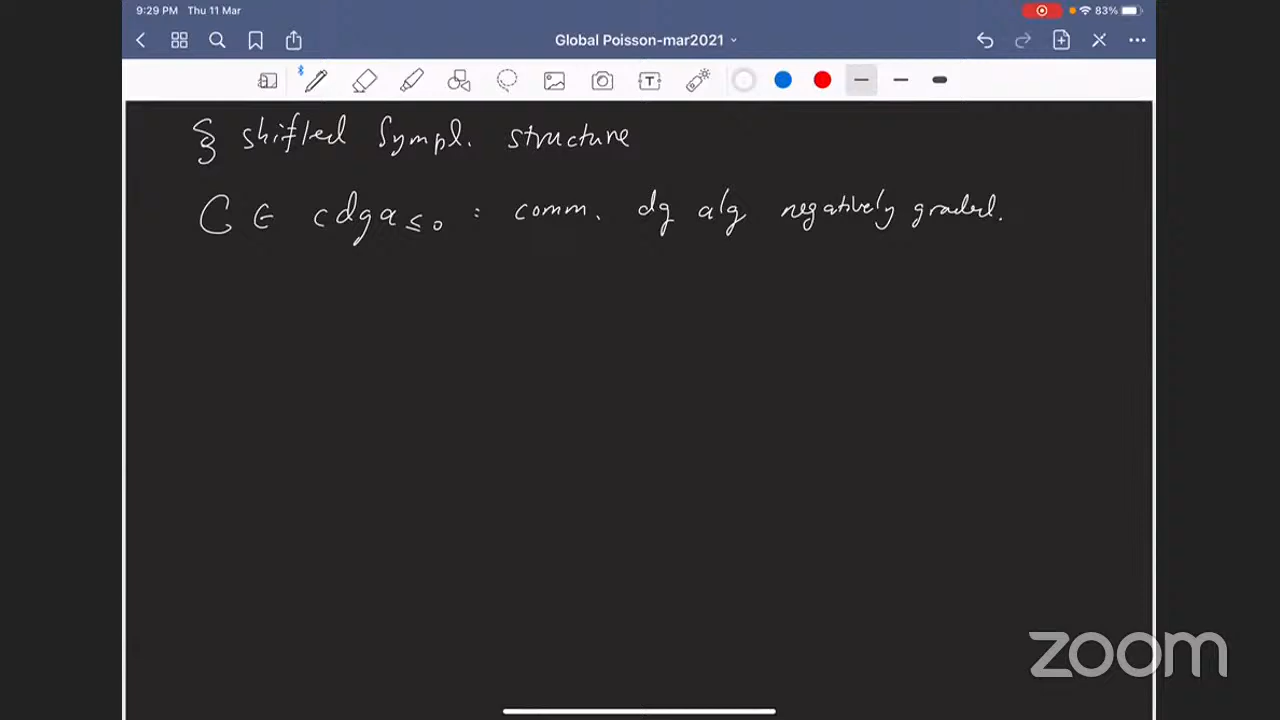 9:29 PM Thu 11 Mar
83%
Global Poisson-mar2021
§ shifted Sympl. structure
C ∈ cdga≤0 : comm. dg alg negatively graded.
zoom